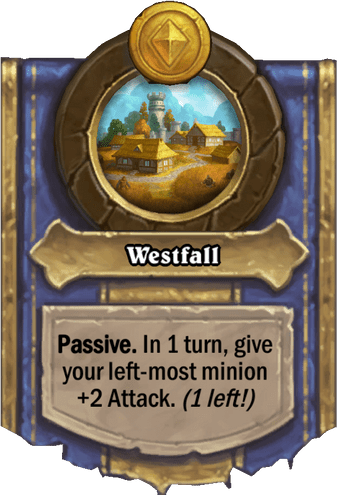 Westfall
Passive. In 1 turn, give
your left-most minion
+2 Attack. (1 left!)